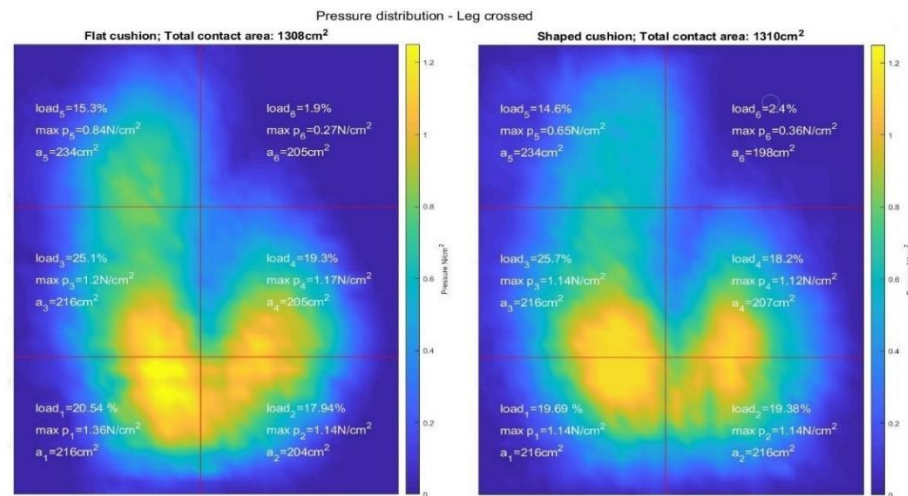 Pressure distribution - Leg crossed
Flat cushion; Total contact area: 1308cm²
load₅=15.3%
max p₅=0.84N/cm²
a₅=234cm²
load₆=1.9%
max p₆=0.27N/cm²
a₆=205cm²
load₃=25.1%
max p₃=1.2N/cm²
a₃=216cm²
load₄=19.3%
max p₄=1.17N/cm²
a₄=205cm²
load₁=20.54 %
max p₁=1.36N/cm²
a₁=216cm²
load₂=17.94%
max p₂=1.14N/cm²
a₂=204cm²
1.2
1
0.8
0.6
0.4
0.2
0
Pressure N/cm²
Shaped cushion; Total contact area: 1310cm²
load₅=14.6%
max p₅=0.65N/cm²
a₅=234cm²
load₆=2.4%
max p₆=0.36N/cm²
a₆=198cm²
load₃=25.7%
max p₃=1.14N/cm²
a₃=216cm²
load₄=18.2%
max p₄=1.12N/cm²
a₄=207cm²
load₁=19.69 %
max p₁=1.14N/cm²
a₁=216cm²
load₂=19.38%
max p₂=1.14N/cm²
a₂=216cm²
1.2
1
0.8
0.6
0.4
0.2
0